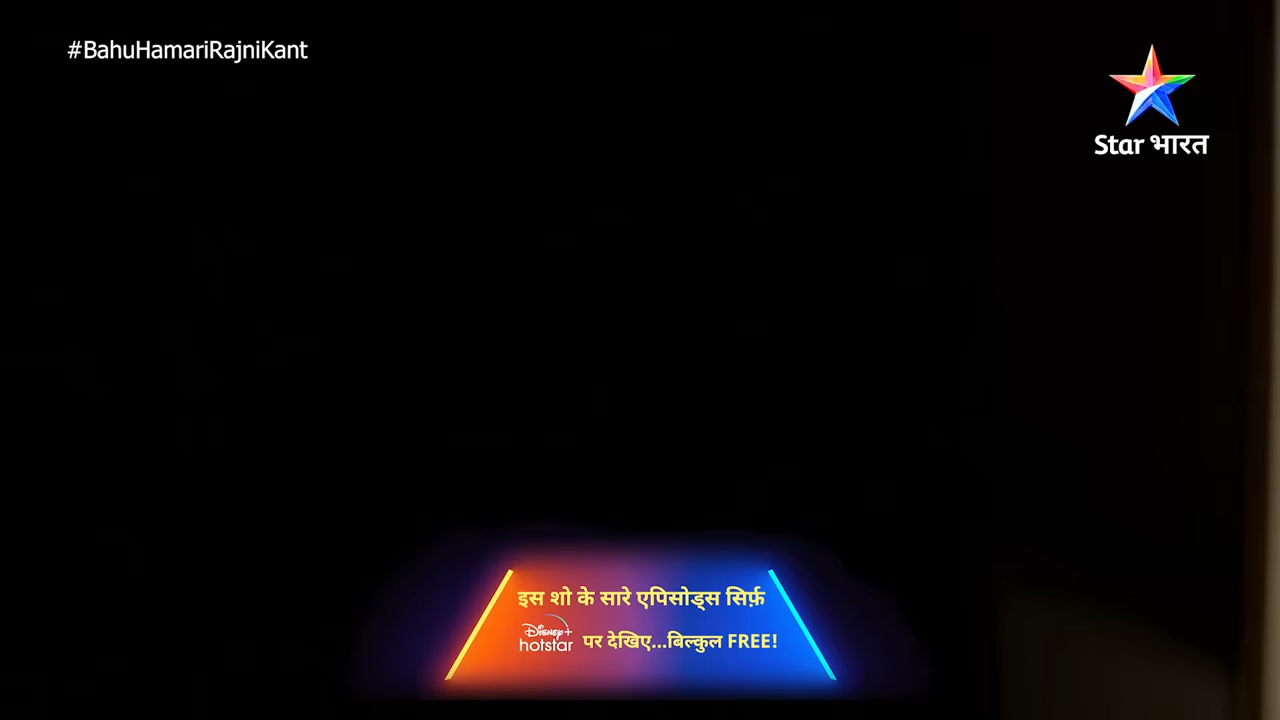 #BahuHamariRajniKant
Star भारत
इस शो के सारे एपिसोड्स सिर्फ़
Disney+ hotstar पर देखिए...बिल्कुल FREE!